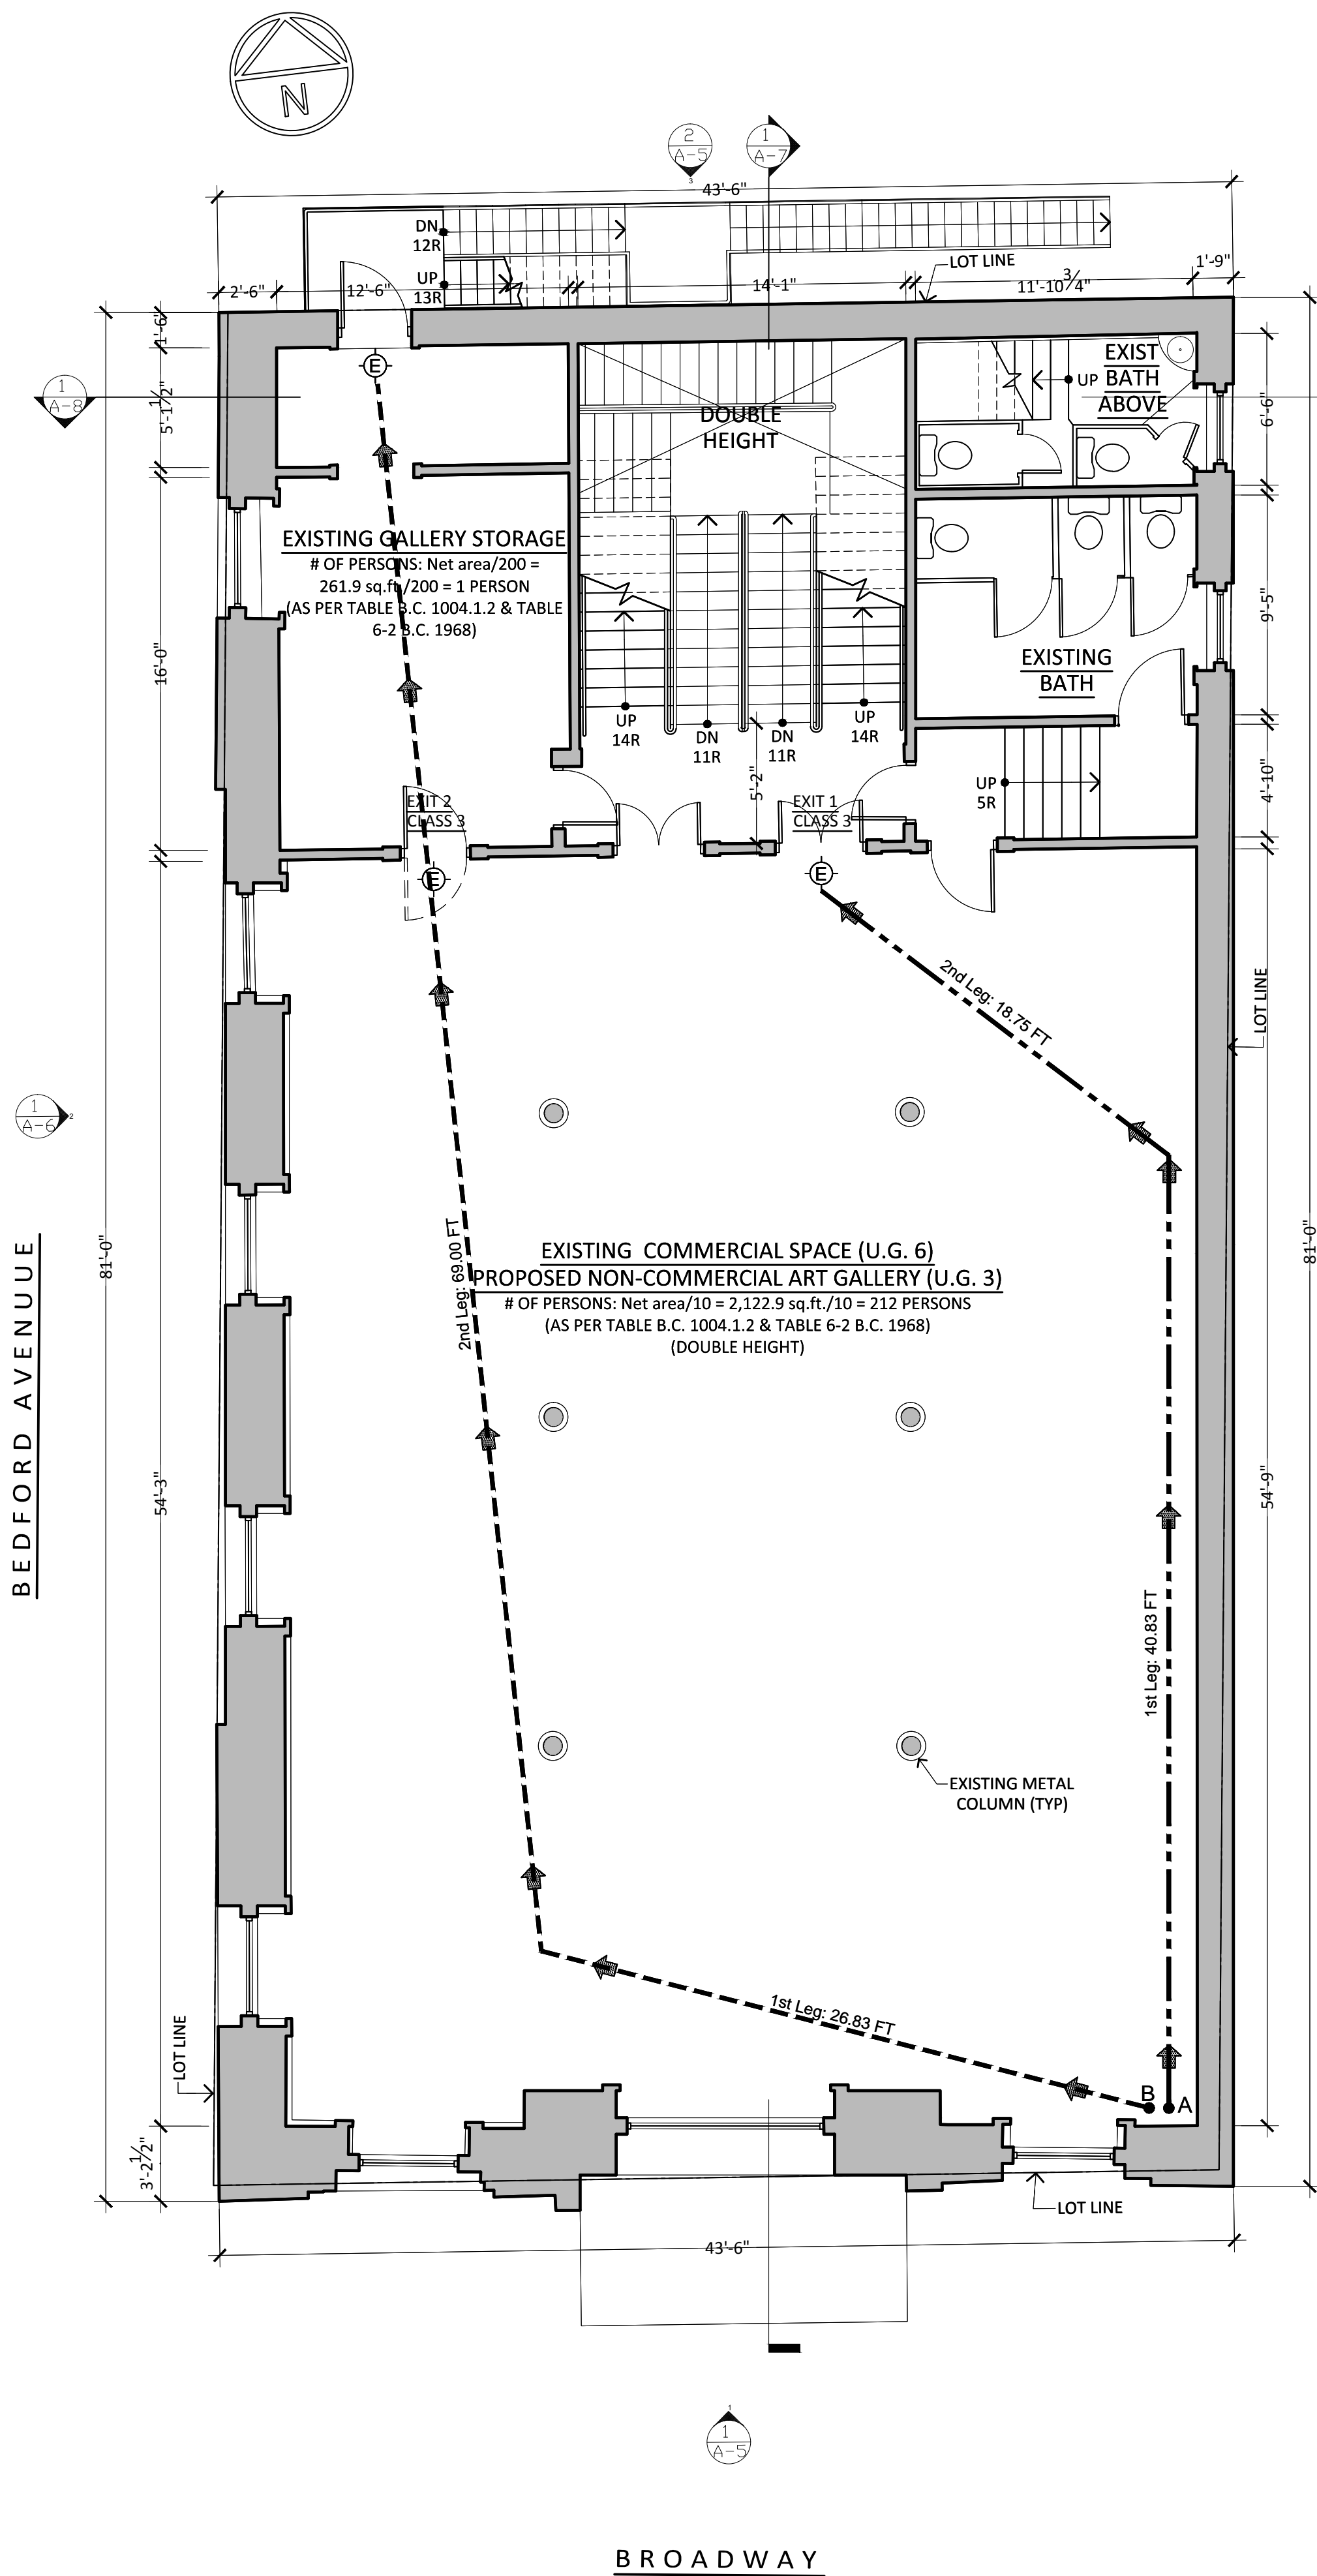 N
2
A-5
3
1
A-7
43'-6"
DN
12R
UP
13R
LOT LINE
2'-6"
12'-6"
14'-1"
11'-10 3/4"
1'-9"
1'-6"
E
1
A-8
5'-1 1/2"
DOUBLE
HEIGHT
UP
EXIST
BATH
ABOVE
6'-6"
EXISTING GALLERY STORAGE
# OF PERSONS: Net area/200 =
261.9 sq.ft./200 = 1 PERSON
(AS PER TABLE B.C. 1004.1.2 & TABLE
6-2 B.C. 1968)
16'-0"
9'-5"
EXISTING
BATH
UP
14R
DN
11R
DN
11R
UP
14R
5'-2"
UP
5R
4'-10"
EXIT 2
CLASS 3
EXIT 1
CLASS 3
E
E
2nd Leg: 18.75 FT
LOT LINE
1
A-6
2
BEDFORD AVENUUE
81'-0"
54'-3"
2nd Leg: 69.00 FT
EXISTING COMMERCIAL SPACE (U.G. 6)
PROPOSED NON-COMMERCIAL ART GALLERY (U.G. 3)
# OF PERSONS: Net area/10 = 2,122.9 sq.ft./10 = 212 PERSONS
(AS PER TABLE B.C. 1004.1.2 & TABLE 6-2 B.C. 1968)
(DOUBLE HEIGHT)
81'-0"
54'-9"
1st Leg: 40.83 FT
EXISTING METAL
COLUMN (TYP)
1st Leg: 26.83 FT
LOT LINE
B
A
3'-2 1/2"
LOT LINE
43'-6"
1
1
A-5
BROADWAY